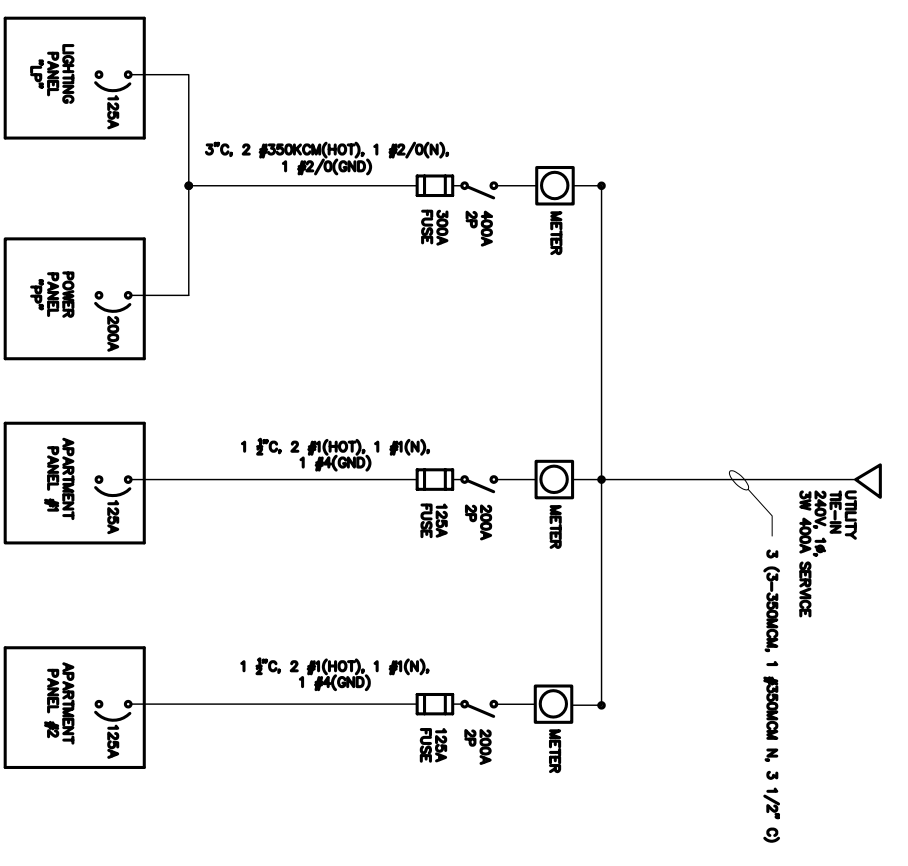 UTILITY
TIE-IN
240V, 1Ø,
3W 400A SERVICE
3 (3-350MCM, 1 #350MCM N, 3 1/2" C)
METER
400A
2P
300A
FUSE
3"C, 2 #350KCM(HOT), 1 #2/0(N),
1 #2/0(GND)
METER
200A
2P
125A
FUSE
1 ½"C, 2 #1(HOT), 1 #1(N),
1 #4(GND)
METER
200A
2P
125A
FUSE
1 ½"C, 2 #1(HOT), 1 #1(N),
1 #4(GND)
125A
LIGHTING
PANEL
"LP"
200A
POWER
PANEL
"PP"
125A
APARTMENT
PANEL #1
125A
APARTMENT
PANEL #2